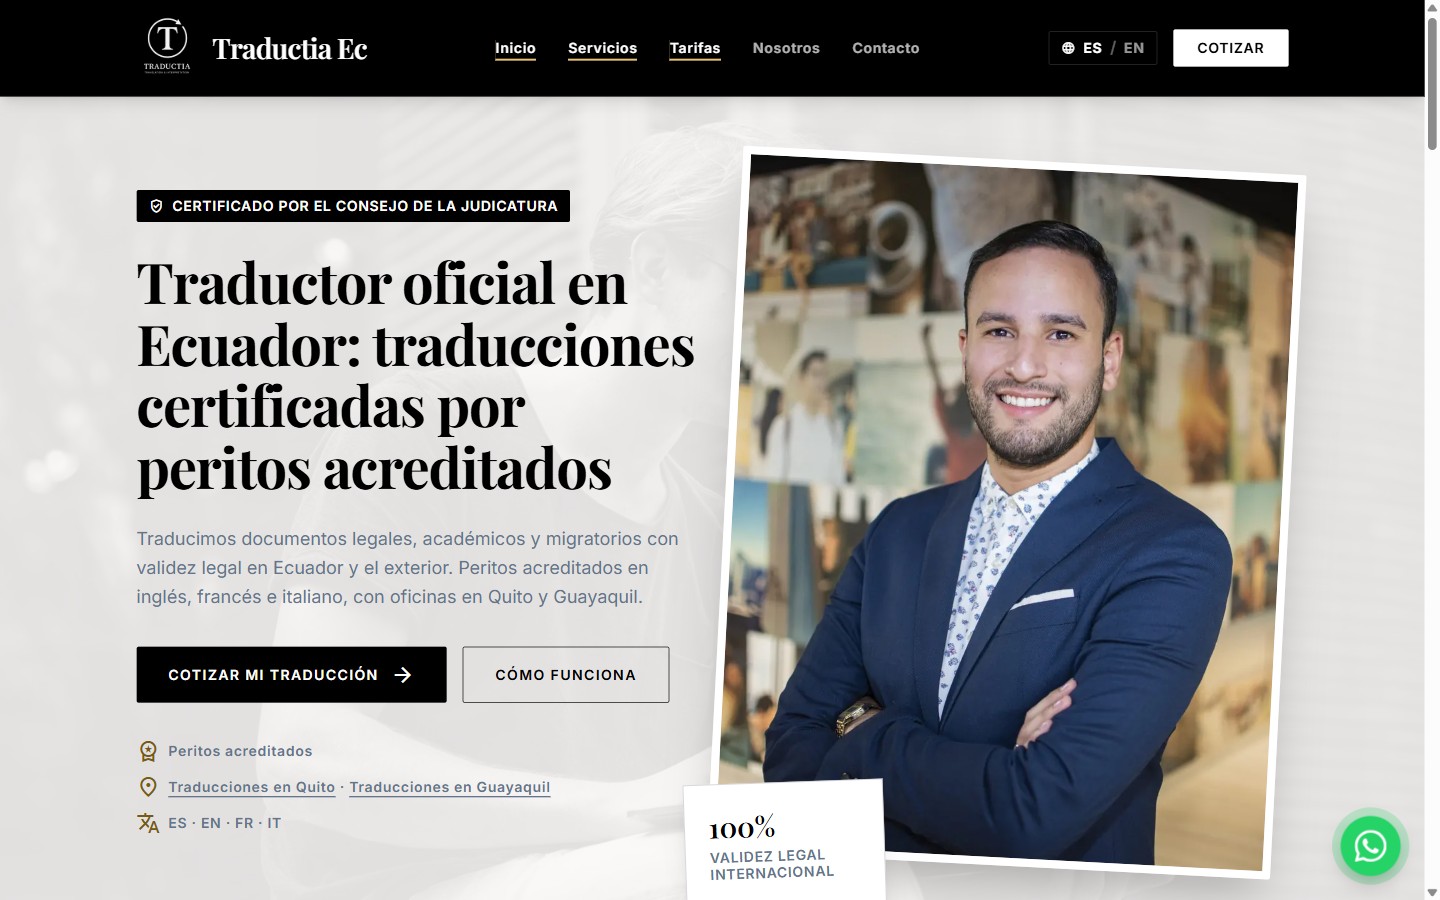 TRADUCTIA
Traductia Ec
Inicio
Servicios
Tarifas
Nosotros
Contacto
ES / EN
COTIZAR
CERTIFICADO POR EL CONSEJO DE LA JUDICATURA
Traductor oficial en
Ecuador: traducciones
certificadas por
peritos acreditados
Traducimos documentos legales, académicos y migratorios con
validez legal en Ecuador y el exterior. Peritos acreditados en
inglés, francés e italiano, con oficinas en Quito y Guayaquil.
COTIZAR MI TRADUCCIÓN
CÓMO FUNCIONA
Peritos acreditados
Traducciones en Quito · Traducciones en Guayaquil
ES · EN · FR · IT
100%
VALIDEZ LEGAL
INTERNACIONAL